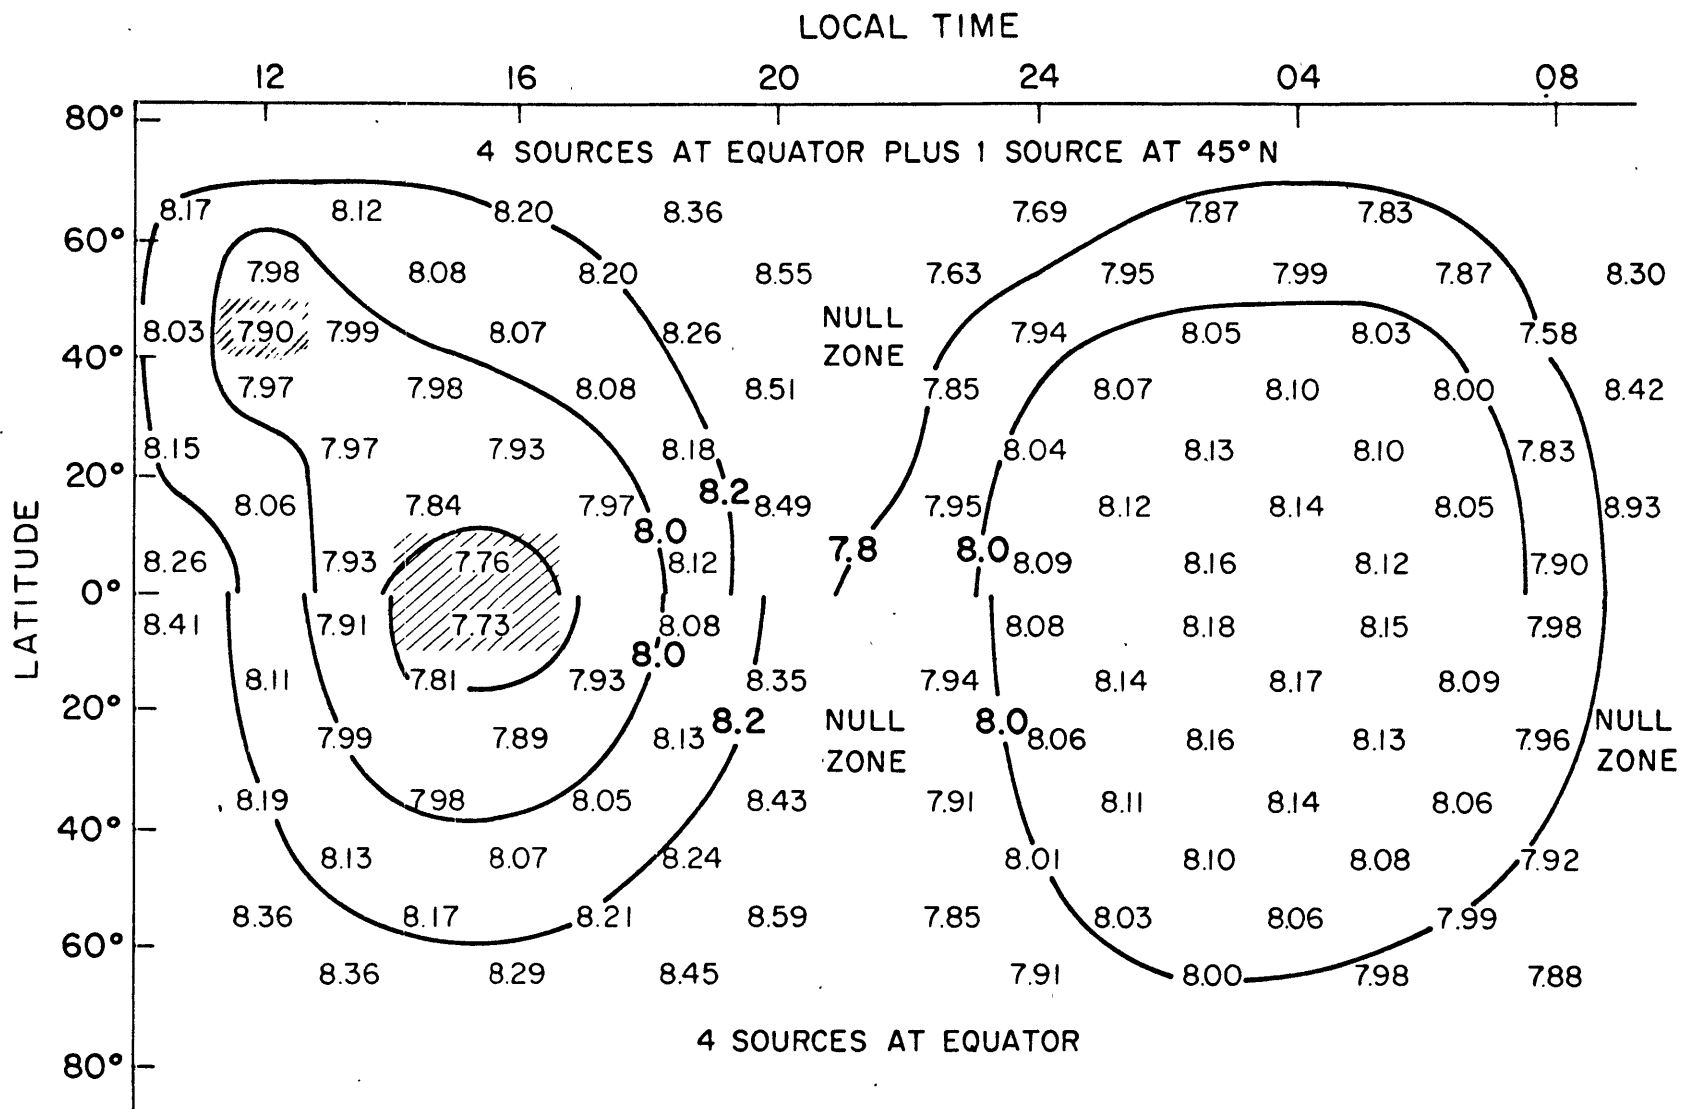 LOCAL TIME
12 16 20 24 04 08
80°
4 SOURCES AT EQUATOR PLUS 1 SOURCE AT 45° N
8.17 8.12 8.20 8.36 7.69 7.87 7.83
60°
7.98 8.08 8.20 8.55 7.63 7.95 7.99 7.87 8.30
NULL
8.03 7.90 7.99 8.07 8.26 7.94 8.05 8.03 7.58
40° ZONE
7.97 7.98 8.08 8.51 7.85 8.07 8.10 8.00 8.42
8.15 7.97 7.93 8.18 8.04 8.13 8.10 7.83
20°
8.2
8.06 7.84 7.97 8.49 7.95 8.12 8.14 8.05 8.93
8.0
7.8 8.0
8.26 7.93 7.76 8.12 8.09 8.16 8.12 7.90
0°
LATITUDE
8.41 7.91 7.73 8.08 8.08 8.18 8.15 7.98
8.0
8.11 7.81 7.93 8.35 7.94 8.14 8.17 8.09
20°
8.2 NULL 8.0 NULL
7.99 7.89 8.13 8.06 8.16 8.13 7.96
ZONE ZONE
8.19 7.98 8.05 8.43 7.91 8.11 8.14 8.06
40°
8.13 8.07 8.24 8.01 8.10 8.08 7.92
8.36 8.17 8.21 8.59 7.85 8.03 8.06 7.99
60°
8.36 8.29 8.45 7.91 8.00 7.98 7.88
4 SOURCES AT EQUATOR
80°